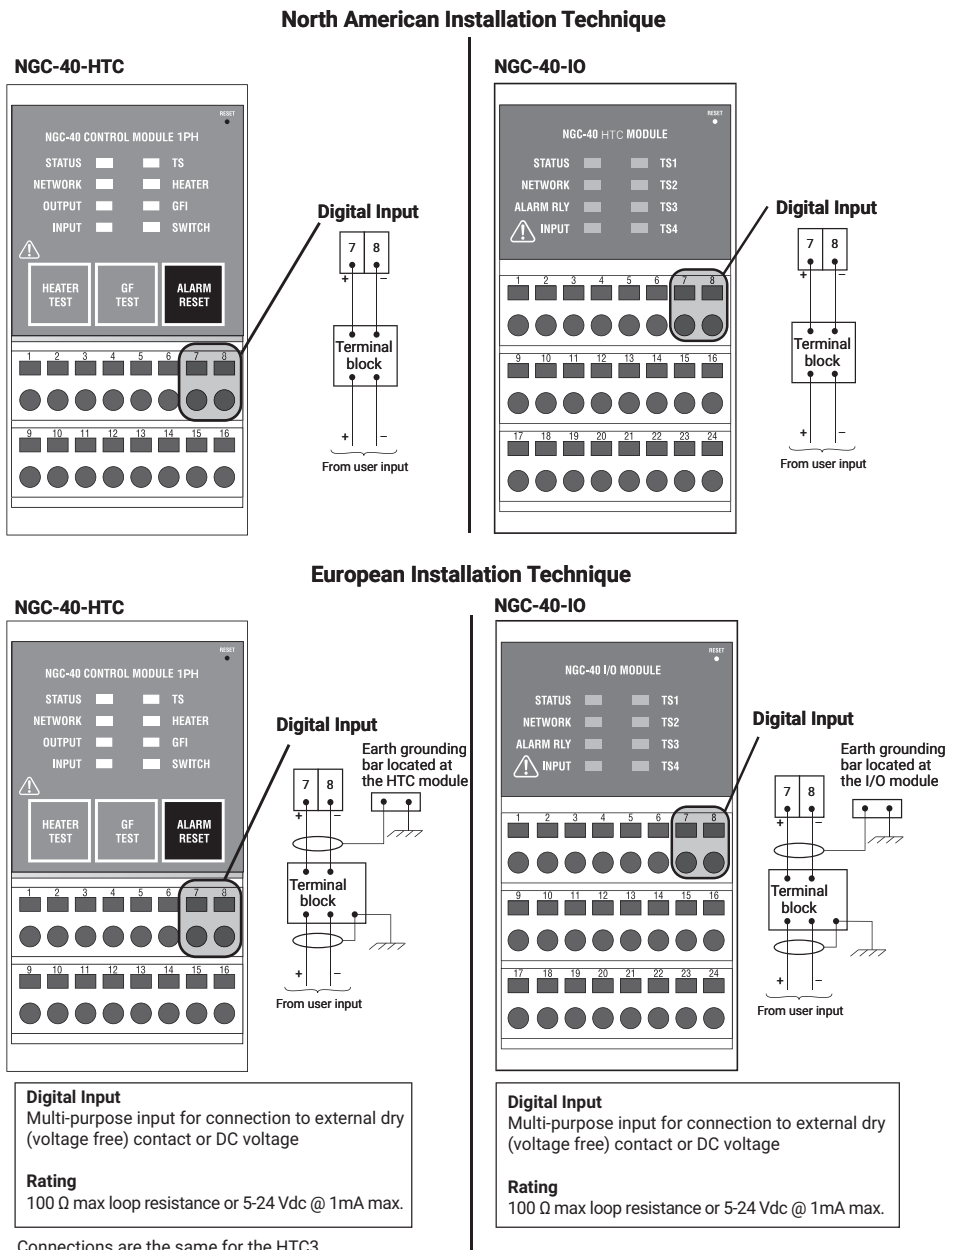 North American Installation Technique
NGC-40-HTC
RESET
NGC-40 CONTROL MODULE 1PH
STATUS TS
NETWORK HEATER
OUTPUT GFI
INPUT SWITCH
HEATER TEST
GF TEST
ALARM RESET
1 2 3 4 5 6 7 8
9 10 11 12 13 14 15 16
Digital Input
7 8
+ –
Terminal
block
+ –
From user input
NGC-40-IO
RESET
NGC-40 HTC MODULE
STATUS TS1
NETWORK TS2
ALARM RLY TS3
INPUT TS4
1 2 3 4 5 6 7 8
9 10 11 12 13 14 15 16
17 18 19 20 21 22 23 24
Digital Input
7 8
+ –
Terminal
block
+ –
From user input
European Installation Technique
NGC-40-HTC
RESET
NGC-40 CONTROL MODULE 1PH
STATUS TS
NETWORK HEATER
OUTPUT GFI
INPUT SWITCH
HEATER TEST
GF TEST
ALARM RESET
1 2 3 4 5 6 7 8
9 10 11 12 13 14 15 16
Digital Input
Earth grounding
bar located at
the HTC module
7 8
+ –
Terminal
block
+ –
From user input
Digital Input
Multi-purpose input for connection to external dry
(voltage free) contact or DC voltage
Rating
100 Ω max loop resistance or 5-24 Vdc @ 1mA max.
Connections are the same for the HTC3
NGC-40-IO
RESET
NGC-40 I/O MODULE
STATUS TS1
NETWORK TS2
ALARM RLY TS3
INPUT TS4
1 2 3 4 5 6 7 8
9 10 11 12 13 14 15 16
17 18 19 20 21 22 23 24
Digital Input
Earth grounding
bar located at
the I/O module
7 8
+ –
Terminal
block
+ –
From user input
Digital Input
Multi-purpose input for connection to external dry
(voltage free) contact or DC voltage
Rating
100 Ω max loop resistance or 5-24 Vdc @ 1mA max.